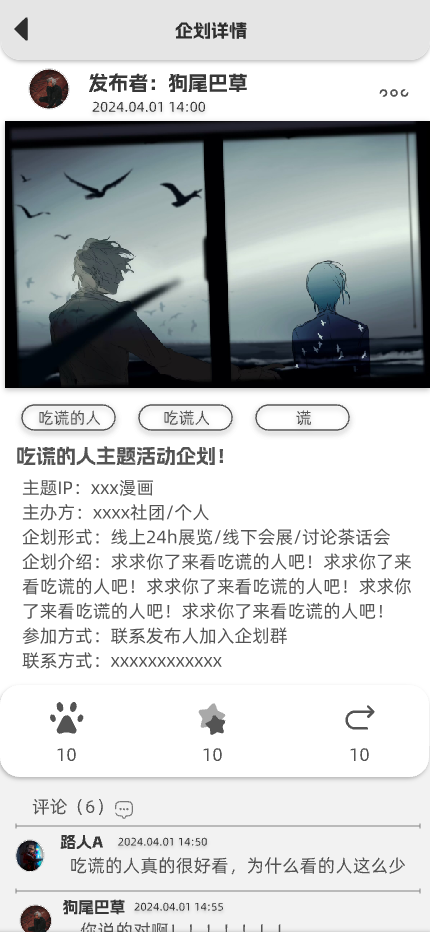 企划详情
发布者：狗尾巴草
2024.04.01 14:00
吃谎的人 吃谎人 谎
吃谎的人主题活动企划！
主题IP：xxx漫画
主办方：xxxx社团/个人
企划形式：线上24h展览/线下会展/讨论茶话会
企划介绍：求求你了来看吃谎的人吧！求求你了来
看吃谎的人吧！求求你了来看吃谎的人吧！求求你
了来看吃谎的人吧！求求你了来看吃谎的人吧！
参加方式：联系发布人加入企划群
联系方式：xxxxxxxxxxxx
10 10 10
评论（6）
路人A 2024.04.01 14:50
吃谎的人真的很好看，为什么看的人这么少
狗尾巴草 2024.04.01 14:55
你说的对啊！！！！！！！